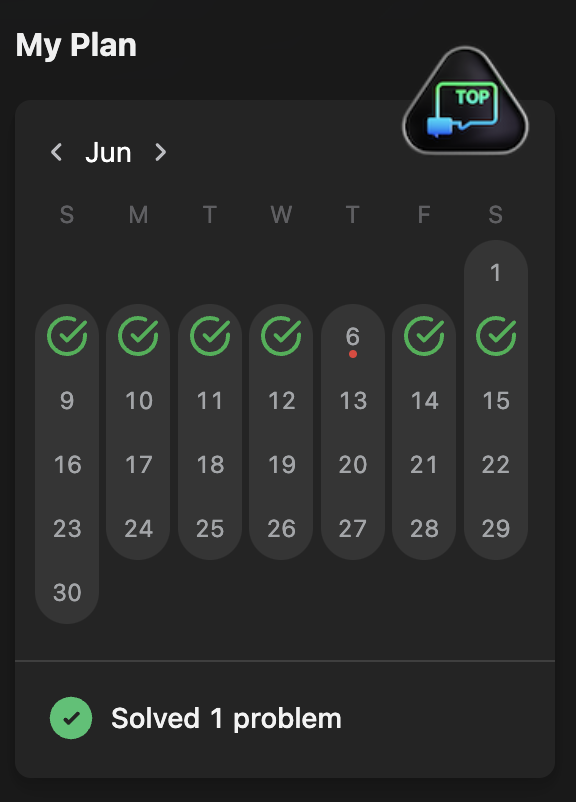 My Plan
TOP
Jun
S M T W T F S
1
6
9 10 11 12 13 14 15
16 17 18 19 20 21 22
23 24 25 26 27 28 29
30
Solved 1 problem